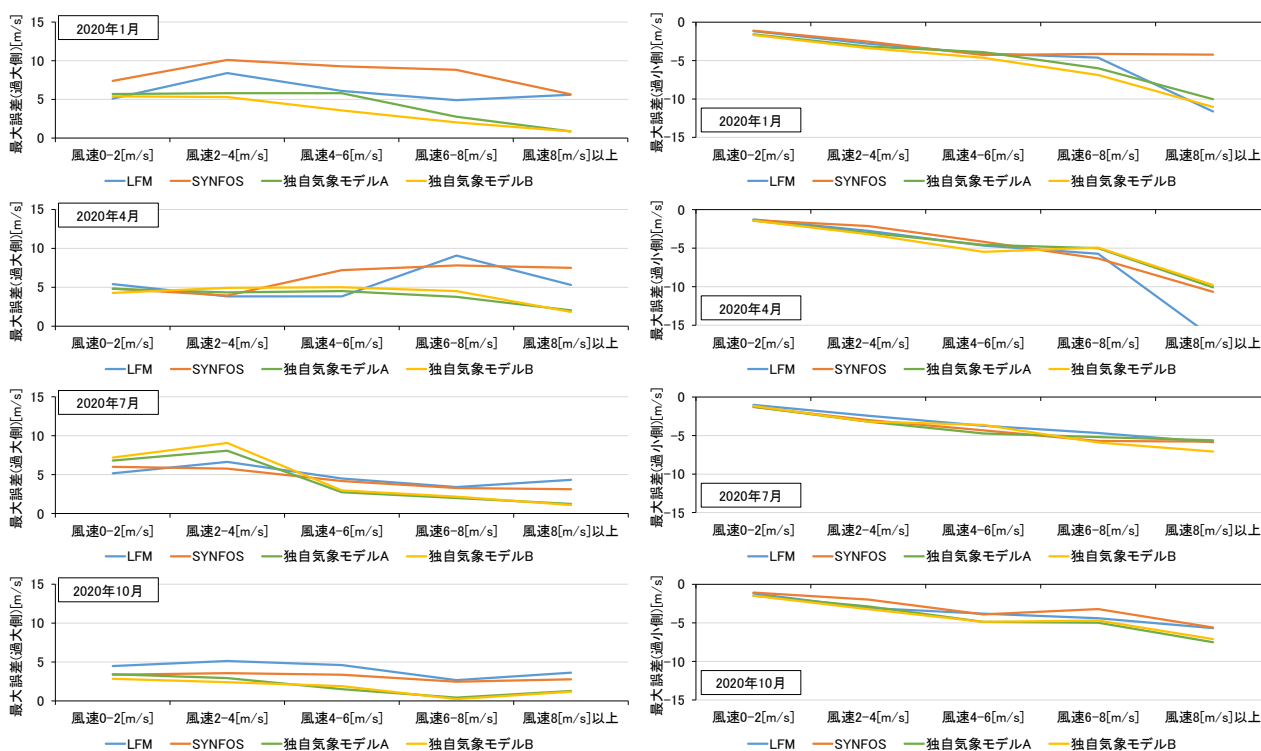 最大誤差(過大側)[m/s]
15
10
5
0
2020年1月
風速0-2[m/s] 風速2-4[m/s] 風速4-6[m/s] 風速6-8[m/s] 風速8[m/s]以上
LFM SYNFOS 独自気象モデルA 独自気象モデルB
最大誤差(過小側)[m/s]
0
-5
-10
-15
2020年1月
風速0-2[m/s] 風速2-4[m/s] 風速4-6[m/s] 風速6-8[m/s] 風速8[m/s]以上
LFM SYNFOS 独自気象モデルA 独自気象モデルB
最大誤差(過大側)[m/s]
15
10
5
0
2020年4月
風速0-2[m/s] 風速2-4[m/s] 風速4-6[m/s] 風速6-8[m/s] 風速8[m/s]以上
LFM SYNFOS 独自気象モデルA 独自気象モデルB
最大誤差(過小側)[m/s]
0
-5
-10
-15
2020年4月
風速0-2[m/s] 風速2-4[m/s] 風速4-6[m/s] 風速6-8[m/s] 風速8[m/s]以上
LFM SYNFOS 独自気象モデルA 独自気象モデルB
最大誤差(過大側)[m/s]
15
10
5
0
2020年7月
風速0-2[m/s] 風速2-4[m/s] 風速4-6[m/s] 風速6-8[m/s] 風速8[m/s]以上
LFM SYNFOS 独自気象モデルA 独自気象モデルB
最大誤差(過小側)[m/s]
0
-5
-10
-15
2020年7月
風速0-2[m/s] 風速2-4[m/s] 風速4-6[m/s] 風速6-8[m/s] 風速8[m/s]以上
LFM SYNFOS 独自気象モデルA 独自気象モデルB
最大誤差(過大側)[m/s]
15
10
5
0
2020年10月
風速0-2[m/s] 風速2-4[m/s] 風速4-6[m/s] 風速6-8[m/s] 風速8[m/s]以上
LFM SYNFOS 独自気象モデルA 独自気象モデルB
最大誤差(過小側)[m/s]
0
-5
-10
-15
2020年10月
風速0-2[m/s] 風速2-4[m/s] 風速4-6[m/s] 風速6-8[m/s] 風速8[m/s]以上
LFM SYNFOS 独自気象モデルA 独自気象モデルB